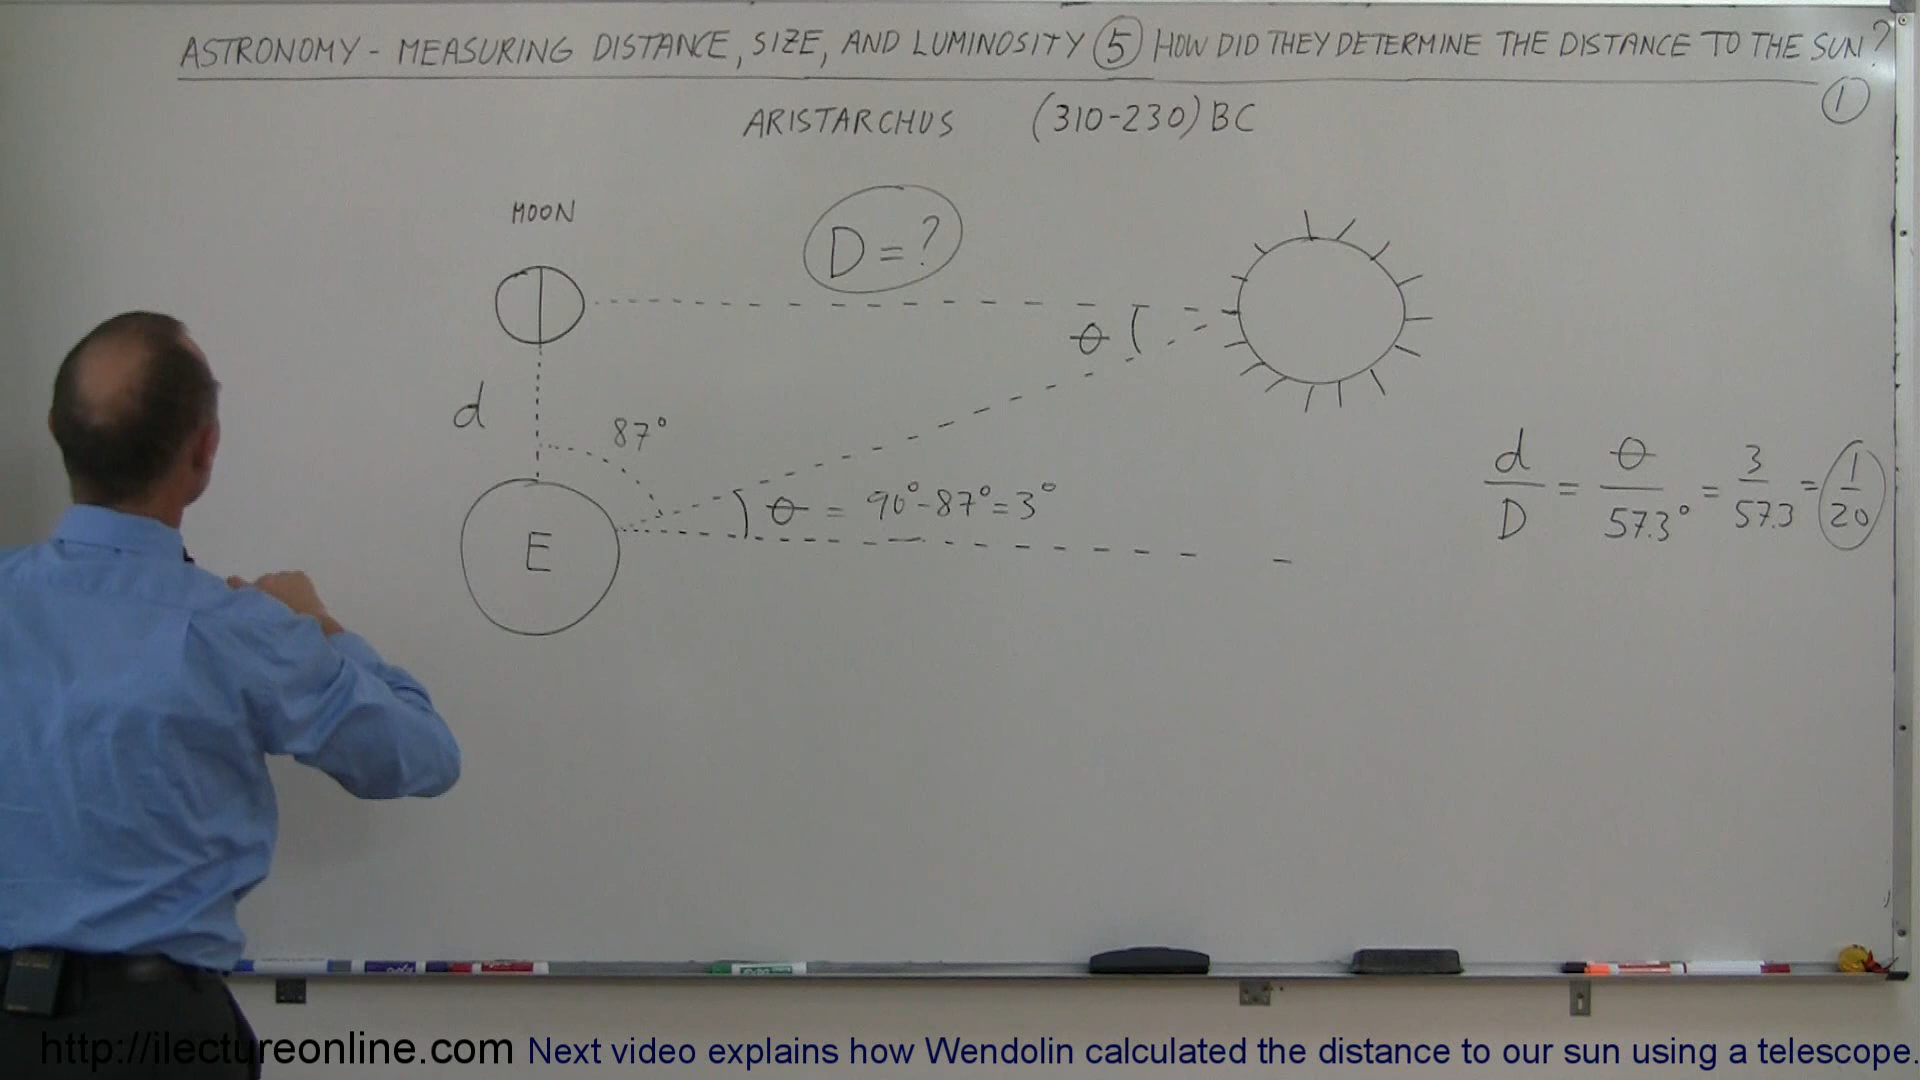 ASTRONOMY - MEASURING DISTANCE, SIZE, AND LUMINOSITY ⑤ HOW DID THEY DETERMINE THE DISTANCE TO THE SUN?
①
ARISTARCHUS (310-230) BC
MOON
D = ?
θ
d
87°
θ = 90° - 87° = 3°
E
d/D = θ/57.3° = 3/57.3 = 1/20
http://ilectureonline.com Next video explains how Wendolin calculated the distance to our sun using a telescope.